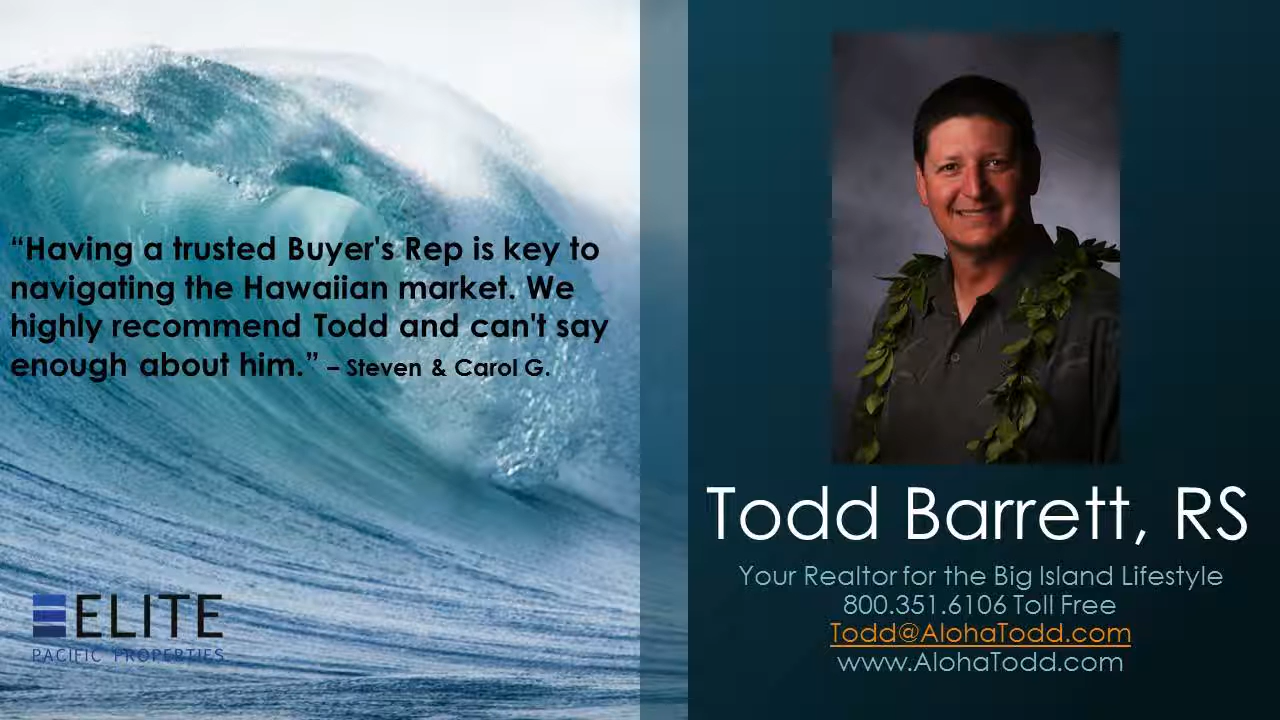 “Having a trusted Buyer's Rep is key to
navigating the Hawaiian market. We
highly recommend Todd and can't say
enough about him.” – Steven & Carol G.
ELITE
PACIFIC PROPERTIES
Todd Barrett, RS
Your Realtor for the Big Island Lifestyle
800.351.6106 Toll Free
Todd@AlohaTodd.com
www.AlohaTodd.com